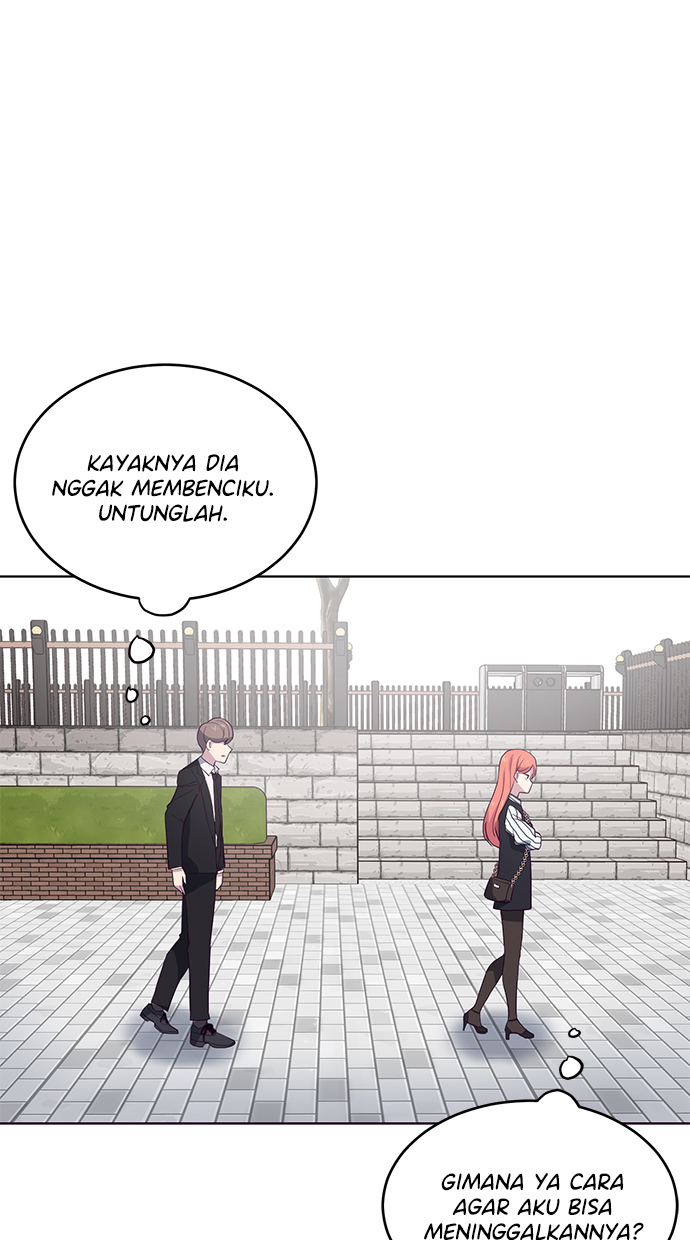 KAYAKNYA DIA
NGGAK MEMBENCIKU.
UNTUNGLAH.
GIMANA YA CARA
AGAR AKU BISA
MENINGGALKANNYA?